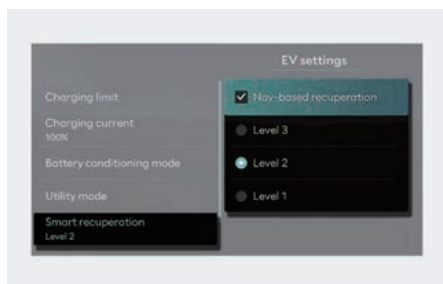 EV settings
Charging limit
Charging current
100%
Battery conditioning mode
Utility mode
Smart recuperation
Level 2
Nav-based recuperation
Level 3
Level 2
Level 1